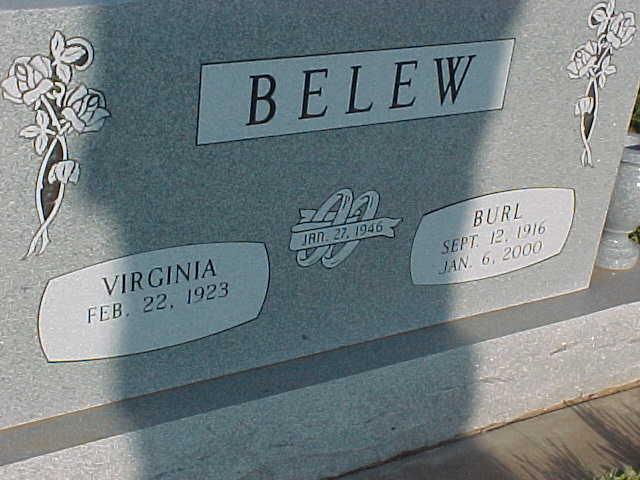 BELEW
JAN. 27, 1946
VIRGINIA
FEB. 22, 1923
BURL
SEPT. 12, 1916
JAN. 6, 2000